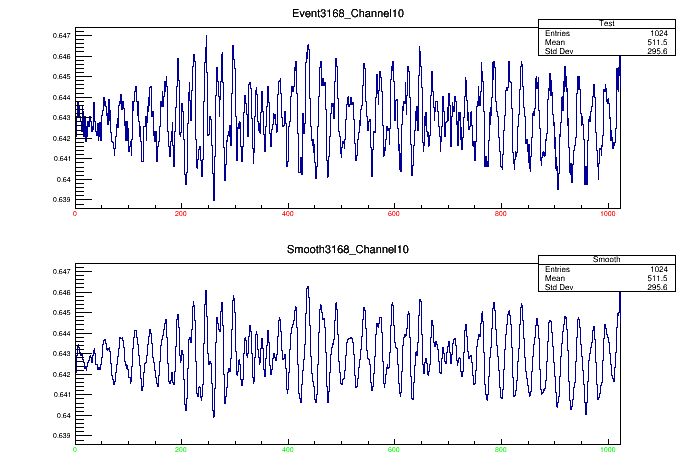 Event3168_Channel10
Test
Entries 1024
Mean 511.5
Std Dev 295.6
0.647
0.646
0.645
0.644
0.643
0.642
0.641
0.64
0.639
0 200 400 600 800 1000
Smooth3168_Channel10
Smooth
Entries 1024
Mean 511.5
Std Dev 295.6
0.647
0.646
0.645
0.644
0.643
0.642
0.641
0.64
0.639
0 200 400 600 800 1000